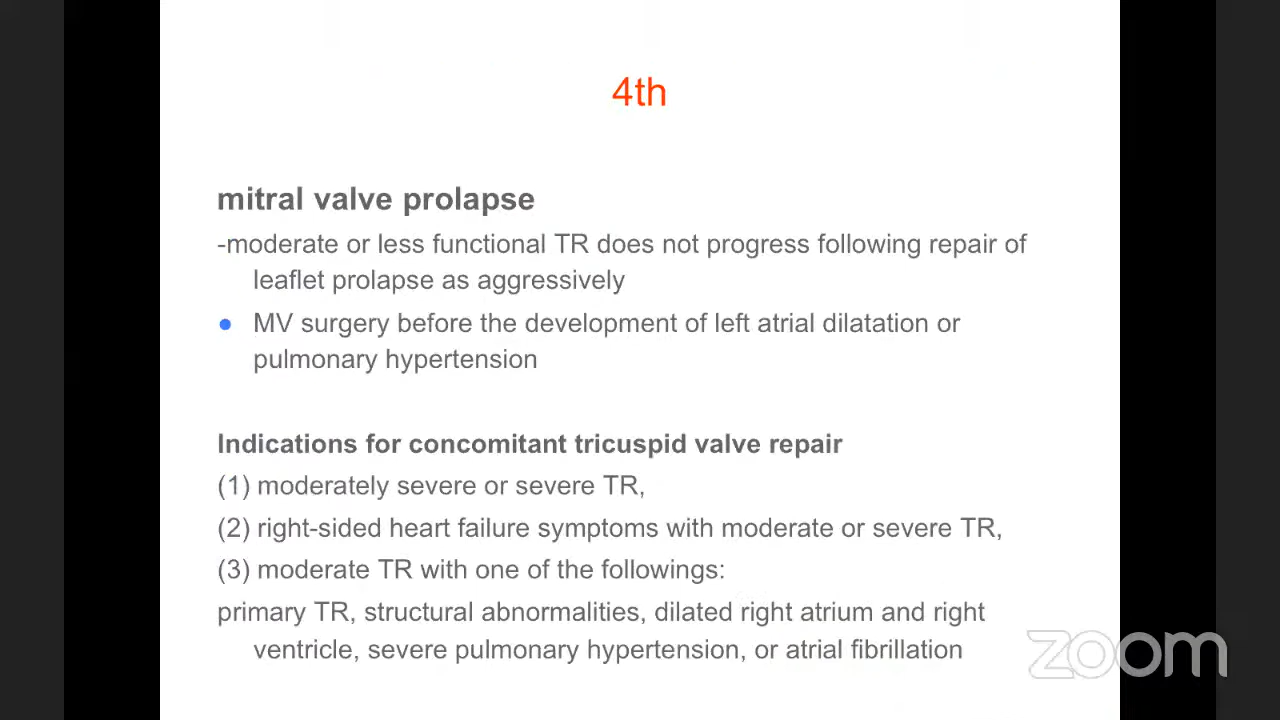 4th
mitral valve prolapse
-moderate or less functional TR does not progress following repair of
leaflet prolapse as aggressively
● MV surgery before the development of left atrial dilatation or
pulmonary hypertension
Indications for concomitant tricuspid valve repair
(1) moderately severe or severe TR,
(2) right-sided heart failure symptoms with moderate or severe TR,
(3) moderate TR with one of the followings:
primary TR, structural abnormalities, dilated right atrium and right
ventricle, severe pulmonary hypertension, or atrial fibrillation
zoom